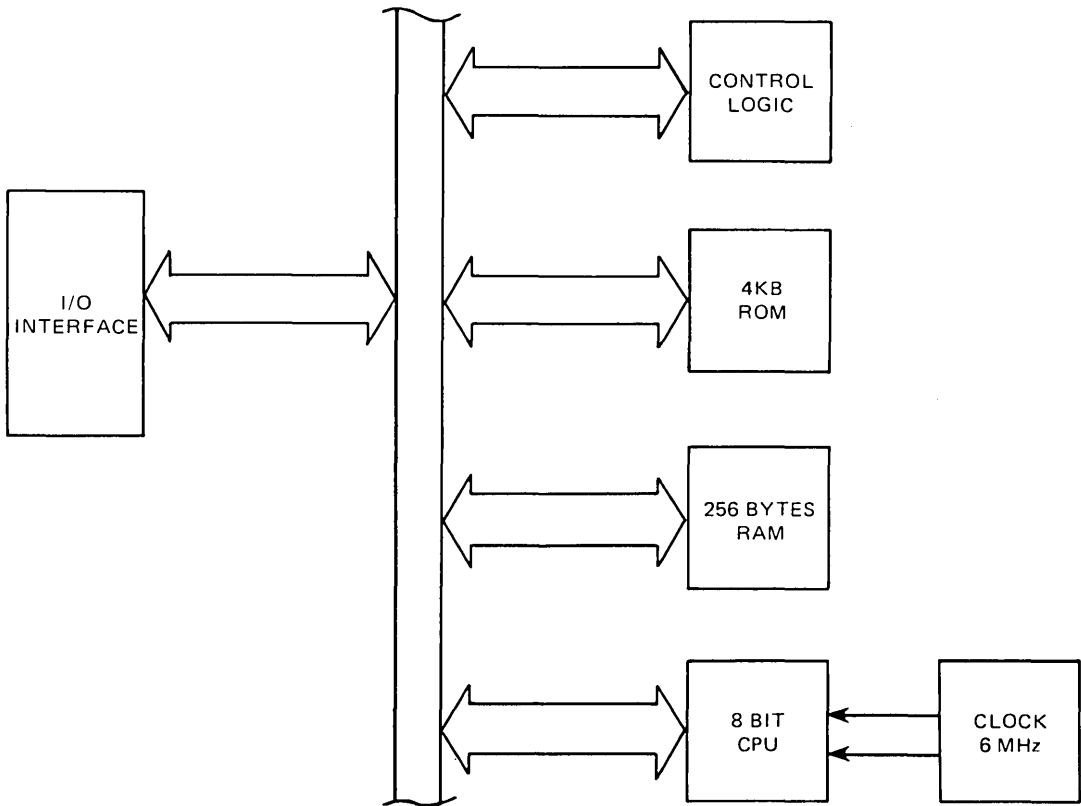 CONTROL
LOGIC
I/O
INTERFACE
4KB
ROM
256 BYTES
RAM
8 BIT
CPU
CLOCK
6 MHz